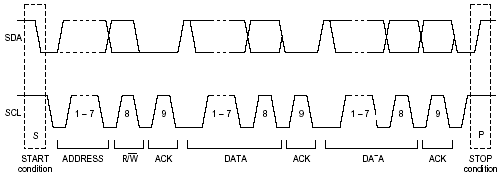 SDA
SCL
1 – 7 8 9 1 – 7 8 9 1 – 7 8 9
S P
START condition
ADDRESS R/W̅ ACK DATA ACK DATA ACK
STOP condition